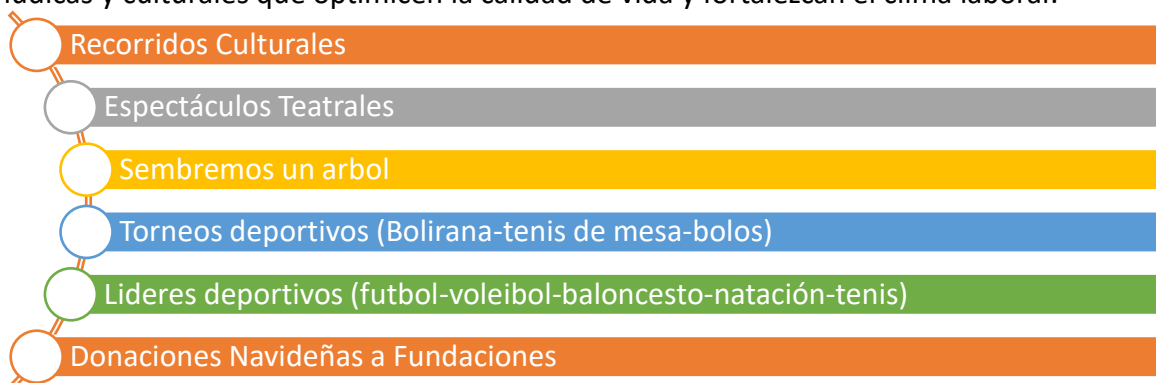 lúdicas y culturales que optimicen la calidad de vida y fortalezcan el clima laboral.
Recorridos Culturales
Espectáculos Teatrales
Sembremos un arbol
Torneos deportivos (Bolirana-tenis de mesa-bolos)
Lideres deportivos (futbol-voleibol-baloncesto-natación-tenis)
Donaciones Navideñas a Fundaciones